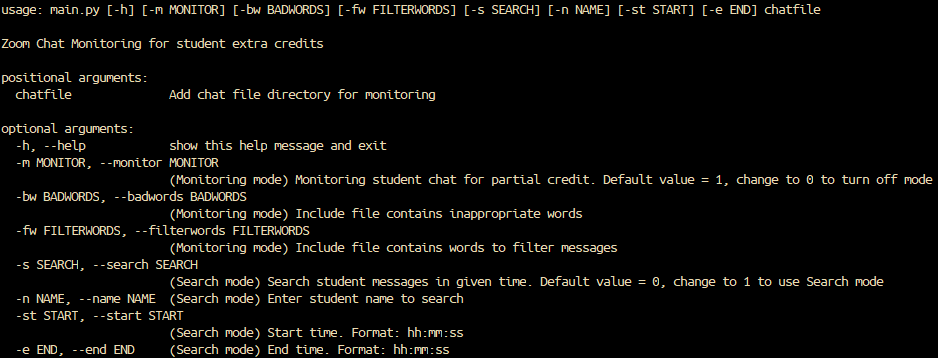 usage: main.py [-h] [-m MONITOR] [-bw BADWORDS] [-fw FILTERWORDS] [-s SEARCH] [-n NAME] [-st START] [-e END] chatfile
Zoom Chat Monitoring for student extra credits
positional arguments:
chatfile Add chat file directory for monitoring
optional arguments:
-h, --help show this help message and exit
-m MONITOR, --monitor MONITOR
(Monitoring mode) Monitoring student chat for partial credit. Default value = 1, change to 0 to turn off mode
-bw BADWORDS, --badwords BADWORDS
(Monitoring mode) Include file contains inappropriate words
-fw FILTERWORDS, --filterwords FILTERWORDS
(Monitoring mode) Include file contains words to filter messages
-s SEARCH, --search SEARCH
(Search mode) Search student messages in given time. Default value = 0, change to 1 to use Search mode
-n NAME, --name NAME (Search mode) Enter student name to search
-st START, --start START
(Search mode) Start time. Format: hh:mm:ss
-e END, --end END (Search mode) End time. Format: hh:mm:ss